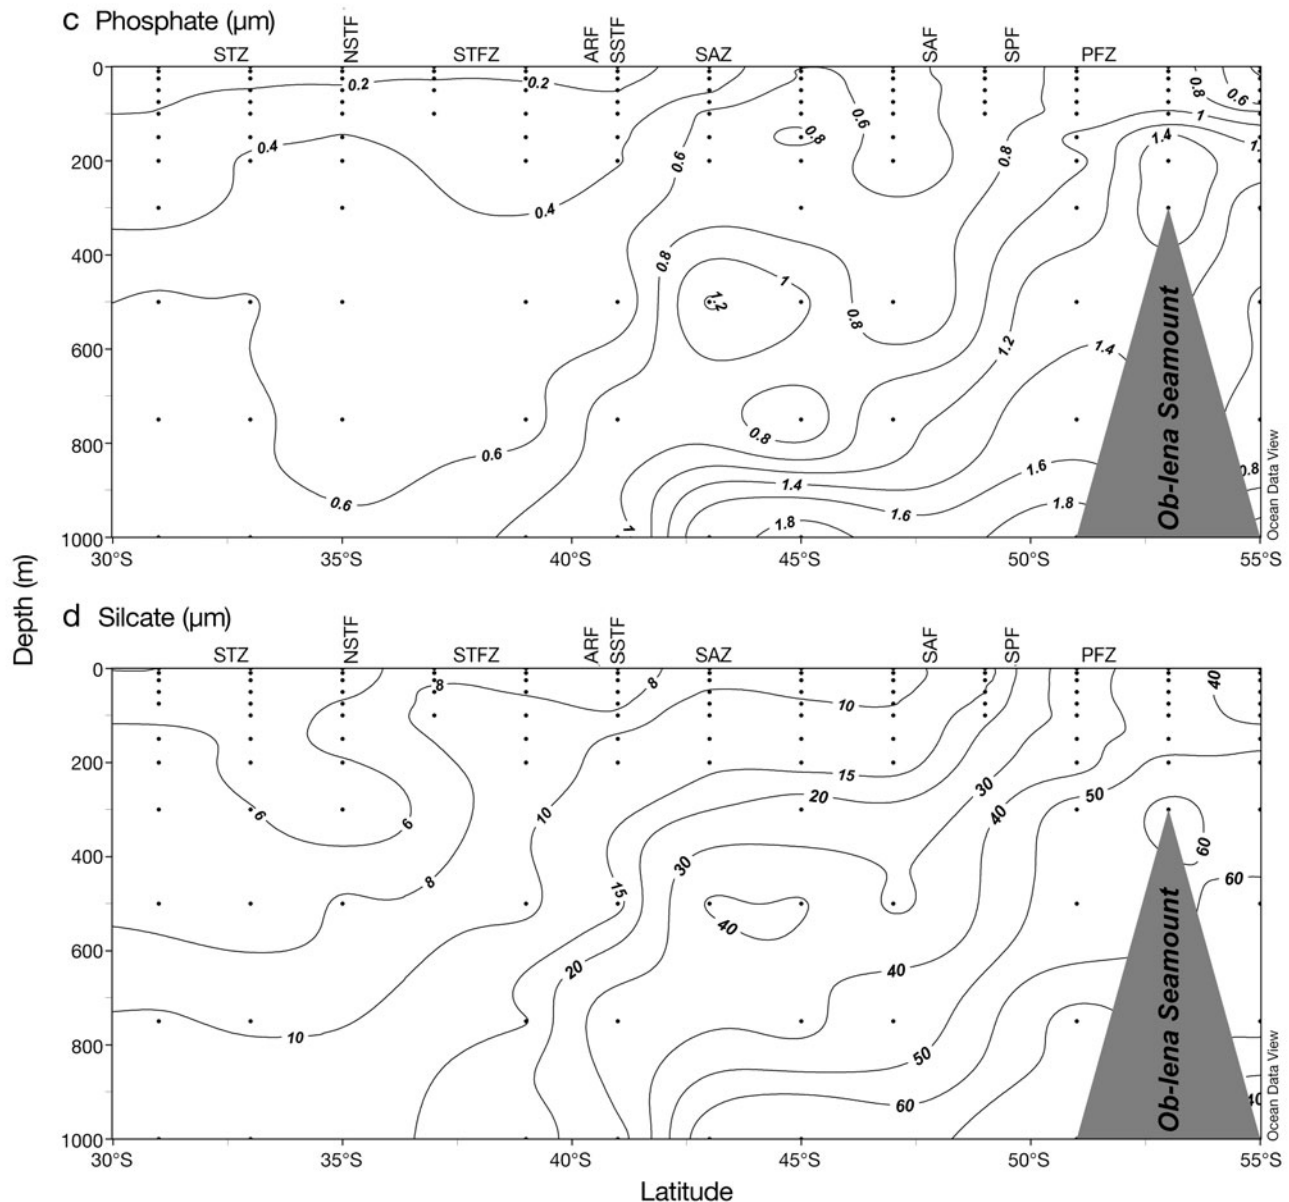 c Phosphate (µm)
STZ NSTF STFZ ARF SSTF SAZ SAF SPF PFZ
0
200
400
600
800
1000
0.2 0.2 0.8 0.6
0.6 0.8 1
0.4 0.6 0.8 1.4 1.
0.4
0.8 1
1.2 0.8
1.2 1.4
0.6 0.8
0.6 1.4 1.6 0.8
1 1.8 1.6 1.8
Ob-lena Seamount
Ocean Data View
30°S 35°S 40°S 45°S 50°S 55°S
Depth (m)
d Silcate (µm)
STZ NSTF STFZ ARF SSTF SAZ SAF SPF PFZ
0
200
400
600
800
1000
8 8 10 40
15 30
6 6 10 20 40 50
8 30 60
15 40 60
20 40
10 50
60 40
Ob-lena Seamount
Ocean Data View
30°S 35°S 40°S 45°S 50°S 55°S
Latitude